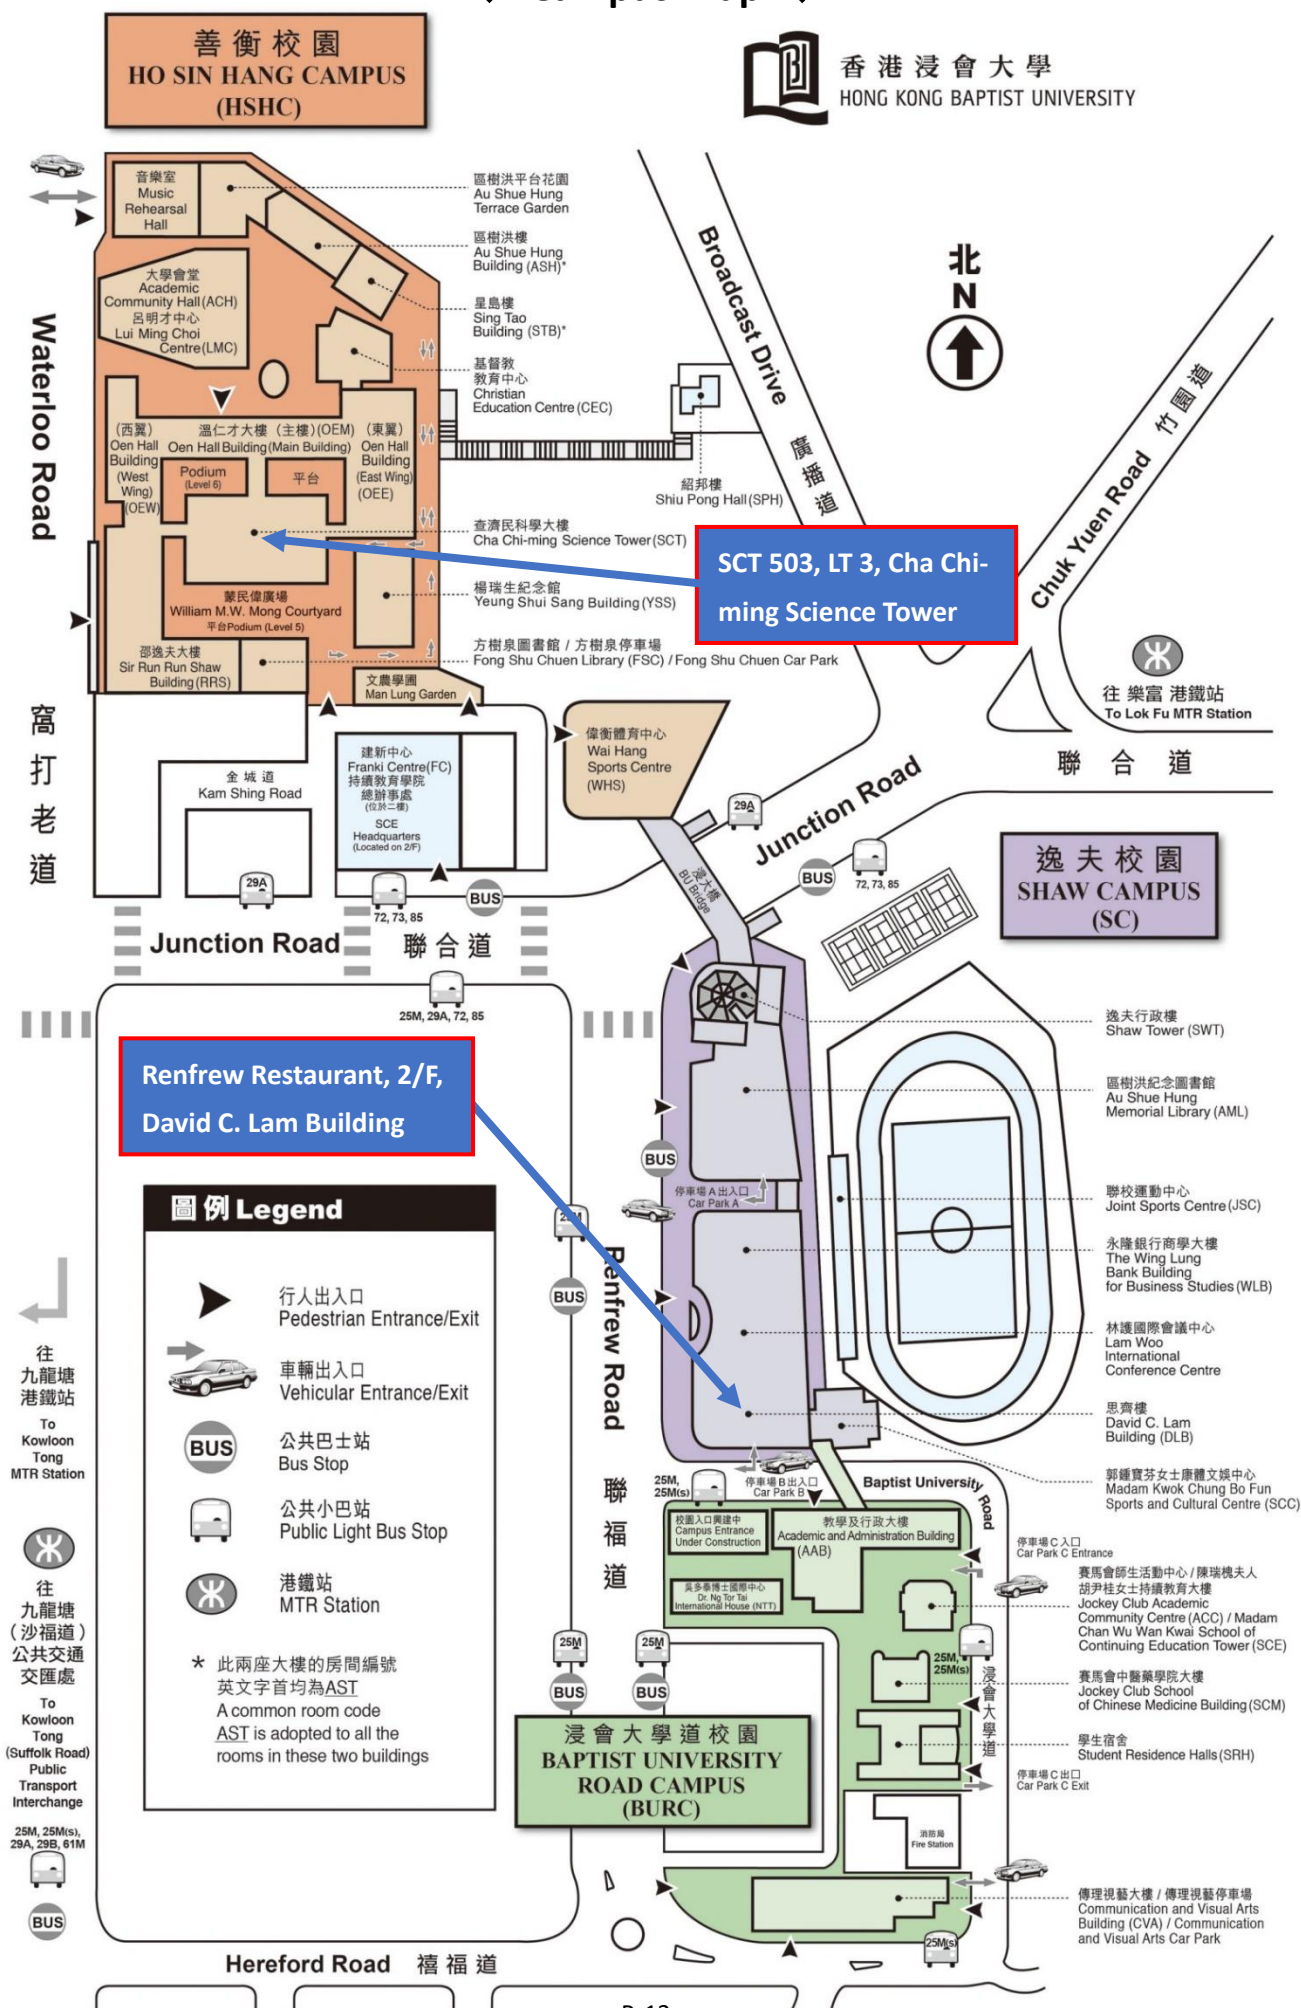 善衡校園
HO SIN HANG CAMPUS
(HSHC)
香港浸會大學
HONG KONG BAPTIST UNIVERSITY
音樂室
Music
Rehearsal
Hall
區樹洪平台花園
Au Shue Hung
Terrace Garden
區樹洪樓
Au Shue Hung
Building (ASH)*
星島樓
Sing Tao
Building (STB)*
基督教
教育中心
Christian
Education Centre (CEC)
大學會堂
Academic
Community Hall (ACH)
呂明才中心
Lui Ming Choi
Centre (LMC)
Waterloo Road
窩打老道
Broadcast Drive
廣播道
北
N
Chuk Yuen Road
竹園道
(西翼)
Oen Hall
Building
(West
Wing)
(OEW)
溫仁才大樓 (主樓) (OEM)
Oen Hall Building (Main Building)
(東翼)
Oen Hall
Building
(East Wing)
(OEE)
Podium
(Level 6)
平台
紹邦樓
Shiu Pong Hall (SPH)
查濟民科學大樓
Cha Chi-ming Science Tower (SCT)
SCT 503, LT 3, Cha Chi-
ming Science Tower
楊瑞生紀念館
Yeung Shui Sang Building (YSS)
蒙民偉廣場
William M.W. Mong Courtyard
平台Podium (Level 5)
方樹泉圖書館 / 方樹泉停車場
Fong Shu Chuen Library (FSC) / Fong Shu Chuen Car Park
邵逸夫大樓
Sir Run Run Shaw
Building (RRS)
文農學圃
Man Lung Garden
往 樂富 港鐵站
To Lok Fu MTR Station
聯合道
金城道
Kam Shing Road
建新中心
Franki Centre (FC)
持續教育學院
總辦事處
(位於二樓)
SCE
Headquarters
(Located on 2/F)
偉衡體育中心
Wai Hang
Sports Centre
(WHS)
Junction Road
29A
29A
72, 73, 85
BUS
BUS
72, 73, 85
浸大橋
BU Bridge
逸夫校園
SHAW CAMPUS
(SC)
Junction Road
聯合道
25M, 29A, 72, 85
逸夫行政樓
Shaw Tower (SWT)
Renfrew Restaurant, 2/F,
David C. Lam Building
區樹洪紀念圖書館
Au Shue Hung
Memorial Library (AML)
BUS
停車場A出入口
Car Park A
聯校運動中心
Joint Sports Centre (JSC)
永隆銀行商學大樓
The Wing Lung
Bank Building
for Business Studies (WLB)
林護國際會議中心
Lam Woo
International
Conference Centre
思齊樓
David C. Lam
Building (DLB)
郭鍾寶芬女士康體文娛中心
Madam Kwok Chung Bo Fun
Sports and Cultural Centre (SCC)
25M
BUS
Renfrew Road
聯福道
圖例 Legend
行人出入口
Pedestrian Entrance/Exit
車輛出入口
Vehicular Entrance/Exit
BUS
公共巴士站
Bus Stop
公共小巴站
Public Light Bus Stop
港鐵站
MTR Station
* 此兩座大樓的房間編號
英文字首均為AST
A common room code
AST is adopted to all the
rooms in these two buildings
往
九龍塘
港鐵站
To
Kowloon
Tong
MTR Station
往
九龍塘
(沙福道)
公共交通
交匯處
To
Kowloon
Tong
(Suffolk Road)
Public
Transport
Interchange
25M, 25M(s),
29A, 29B, 61M
BUS
25M,
25M(s)
停車場B出入口
Car Park B
Baptist University Road
校園入口興建中
Campus Entrance
Under Construction
教學及行政大樓
Academic and Administration Building
(AAB)
吳多泰博士國際中心
Dr. Ng Tor Tai
International House (NTT)
停車場C入口
Car Park C Entrance
賽馬會師生活動中心 / 陳瑞槐夫人
胡尹桂女士持續教育大樓
Jockey Club Academic
Community Centre (ACC) / Madam
Chan Wu Wan Kwai School of
Continuing Education Tower (SCE)
25M,
25M(s)
浸會大學道
賽馬會中醫藥學院大樓
Jockey Club School
of Chinese Medicine Building (SCM)
學生宿舍
Student Residence Halls (SRH)
停車場C出口
Car Park C Exit
25M
BUS
25M
BUS
浸會大學道校園
BAPTIST UNIVERSITY
ROAD CAMPUS
(BURC)
消防局
Fire Station
傳理視藝大樓 / 傳理視藝停車場
Communication and Visual Arts
Building (CVA) / Communication
and Visual Arts Car Park
25M(s)
Hereford Road 禧福道